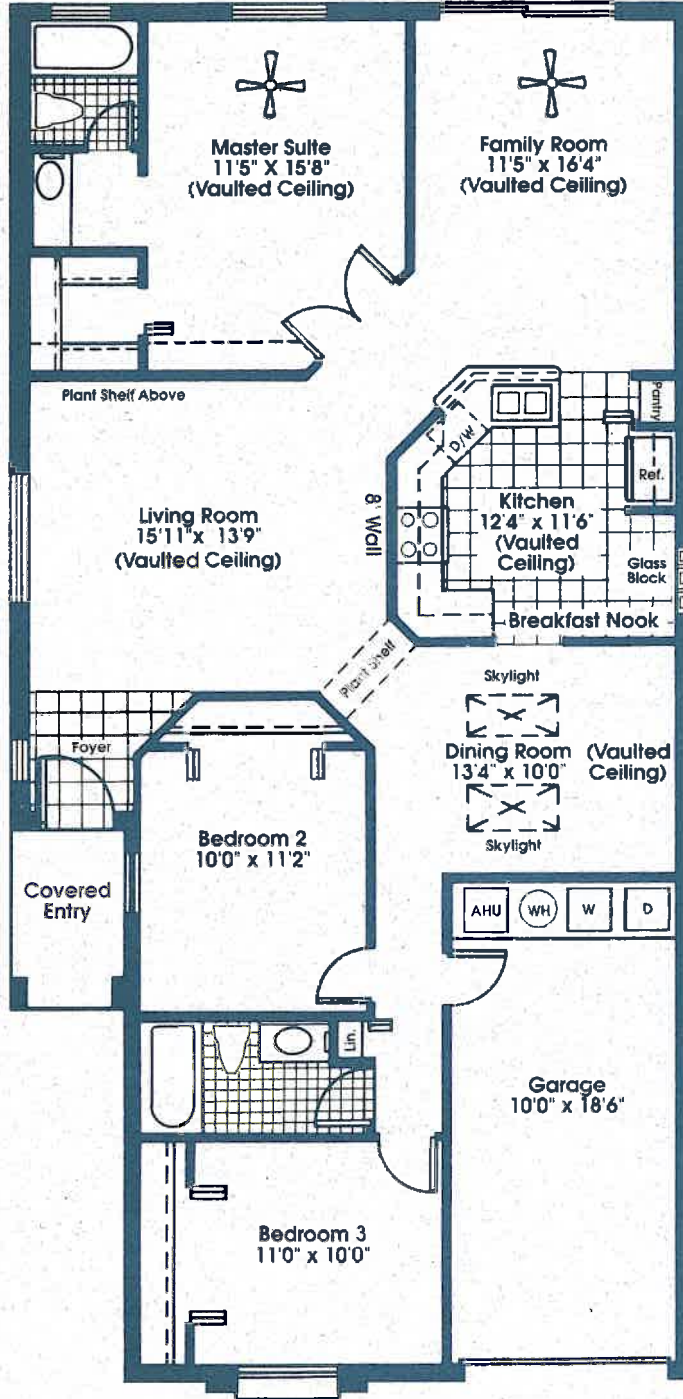 Master Suite
11'5" X 15'8"
(Vaulted Ceiling)
Family Room
11'5" X 16'4"
(Vaulted Ceiling)
Plant Shelf Above
Pantry
D/W
Ref.
Living Room
15'11"x 13'9"
(Vaulted Ceiling)
8' Wall
Kitchen
12'4" x 11'6"
(Vaulted
Ceiling)
Glass
Block
Breakfast Nook
Plant Shelf
Skylight
Foyer
Dining Room
13'4" x 10'0"
(Vaulted
Ceiling)
Skylight
Bedroom 2
10'0" x 11'2"
Covered
Entry
AHU
WH
W
D
Lin.
Garage
10'0" x 18'6"
Bedroom 3
11'0" x 10'0"